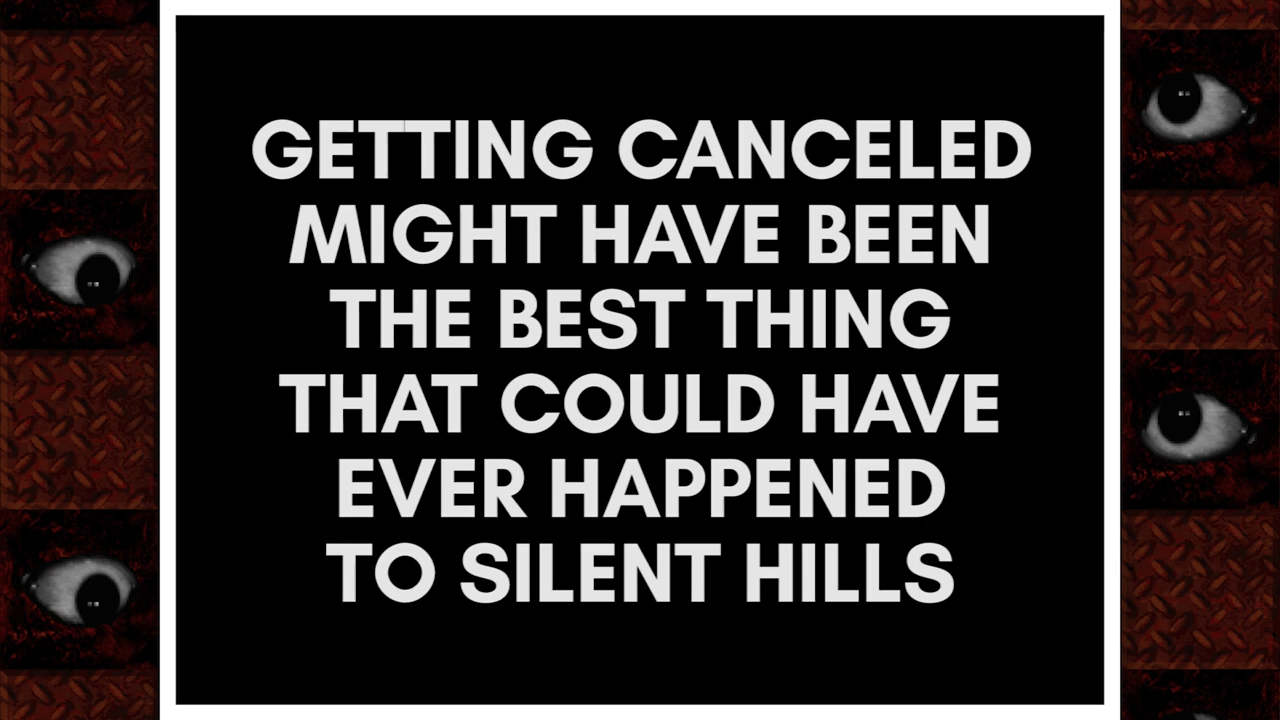 GETTING CANCELED
MIGHT HAVE BEEN
THE BEST THING
THAT COULD HAVE
EVER HAPPENED
TO SILENT HILLS